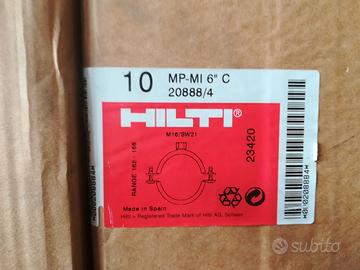 10 MP-MI 6" C
20888/4
HILTI®
M16/SW21
RANGE 162 - 168
23420
Made in Spain
Hilti = Registered Trade Mark of Hilti AG, Schaan
subito